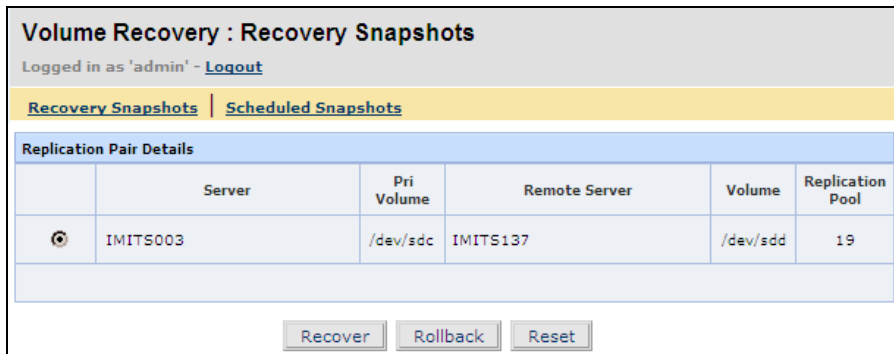 Volume Recovery : Recovery Snapshots
Logged in as 'admin' - Logout
Recovery Snapshots | Scheduled Snapshots
Replication Pair Details
Server Pri Volume Remote Server Volume Replication Pool
IMITS003 /dev/sdc IMITS137 /dev/sdd 19
Recover Rollback Reset